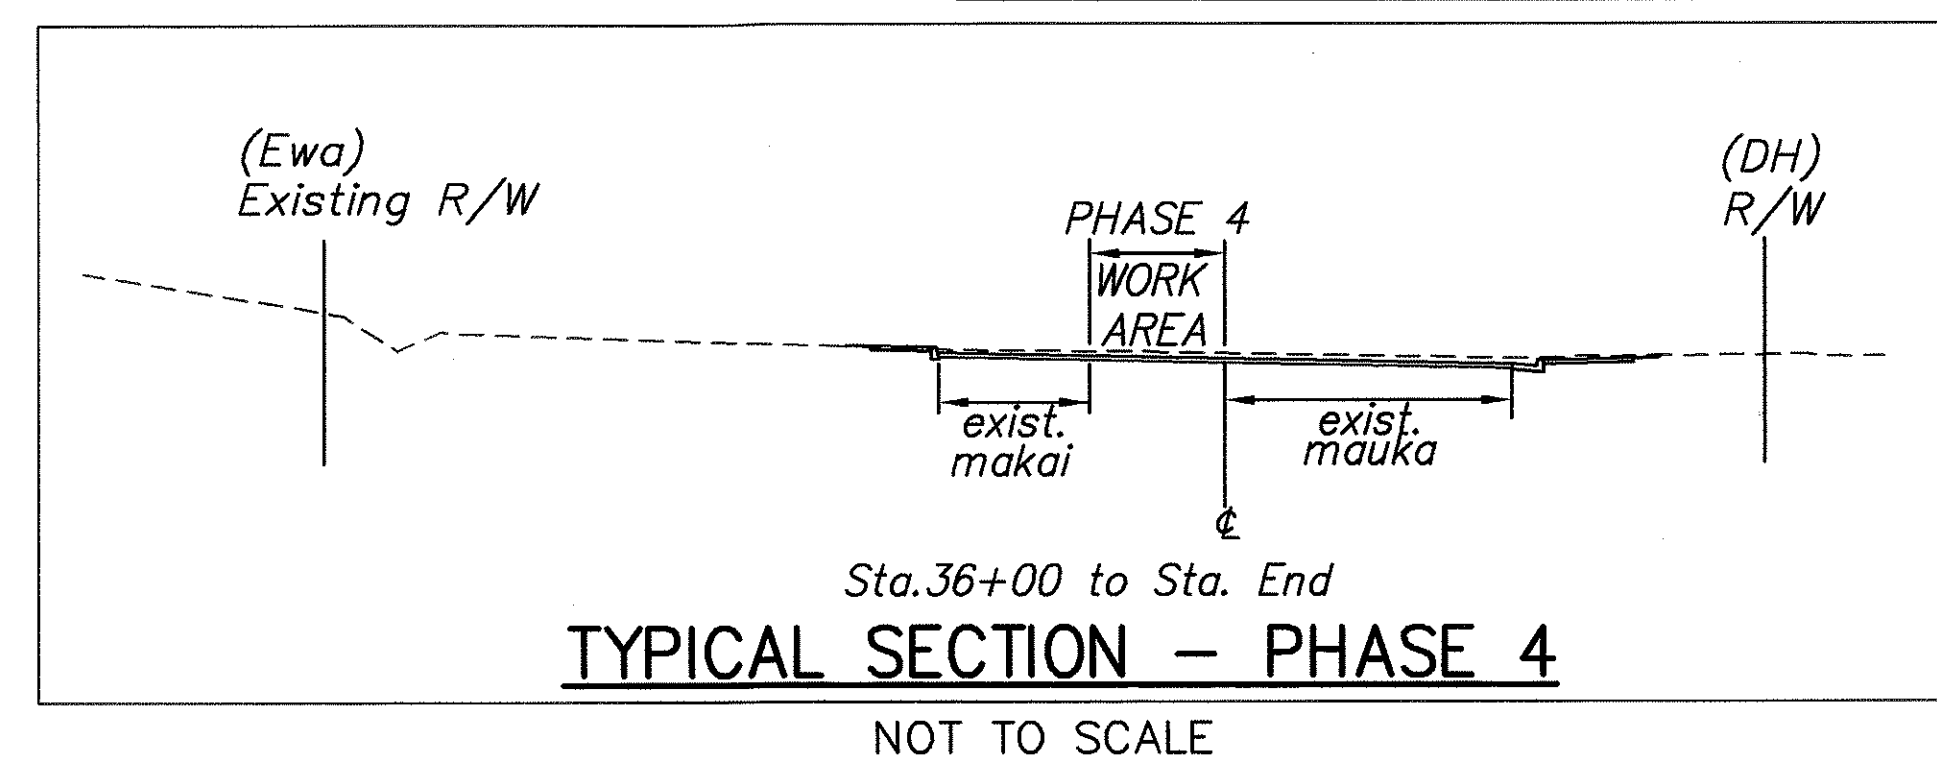 (Ewa)
Existing R/W
(DH)
R/W
PHASE 4
WORK
AREA
exist.
makai
exist.
mauka
℄
Sta.36+00 to Sta. End
TYPICAL SECTION - PHASE 4
NOT TO SCALE